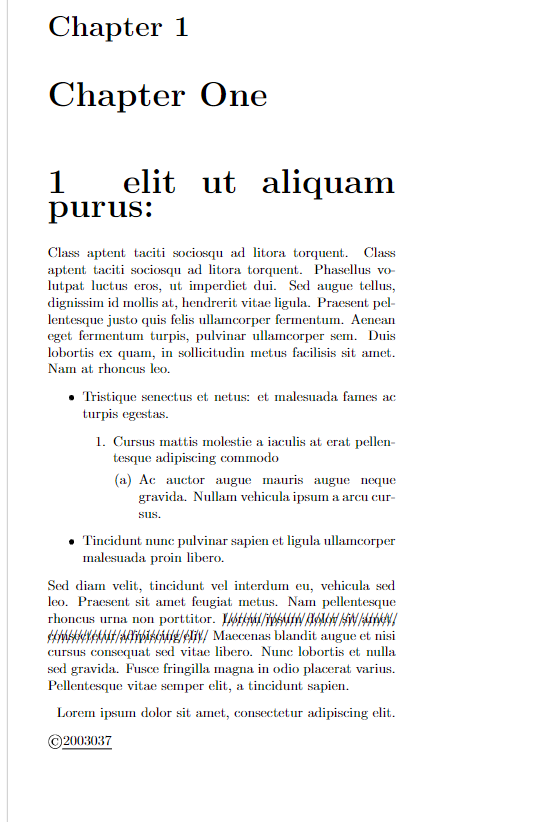 Chapter 1
Chapter One
1 elit ut aliquam
purus:
Class aptent taciti sociosqu ad litora torquent. Class
aptent taciti sociosqu ad litora torquent. Phasellus vo-
lutpat luctus eros, ut imperdiet dui. Sed augue tellus,
dignissim id mollis at, hendrerit vitae ligula. Praesent pel-
lentesque justo quis felis ullamcorper fermentum. Aenean
eget fermentum turpis, pulvinar ullamcorper sem. Duis
lobortis ex quam, in sollicitudin metus facilisis sit amet.
Nam at rhoncus leo.
• Tristique senectus et netus: et malesuada fames ac
turpis egestas.
1. Cursus mattis molestie a iaculis at erat pellen-
tesque adipiscing commodo
(a) Ac auctor augue mauris augue neque
gravida. Nullam vehicula ipsum a arcu cur-
sus.
• Tincidunt nunc pulvinar sapien et ligula ullamcorper
malesuada proin libero.
Sed diam velit, tincidunt vel interdum eu, vehicula sed
leo. Praesent sit amet feugiat metus. Nam pellentesque
rhoncus urna non porttitor. Lorem ipsum dolor sit amet,
consectetur adipiscing elit. Maecenas blandit augue et nisi
cursus consequat sed vitae libero. Nunc lobortis et nulla
sed gravida. Fusce fringilla magna in odio placerat varius.
Pellentesque vitae semper elit, a tincidunt sapien.
Lorem ipsum dolor sit amet, consectetur adipiscing elit.
©2003037